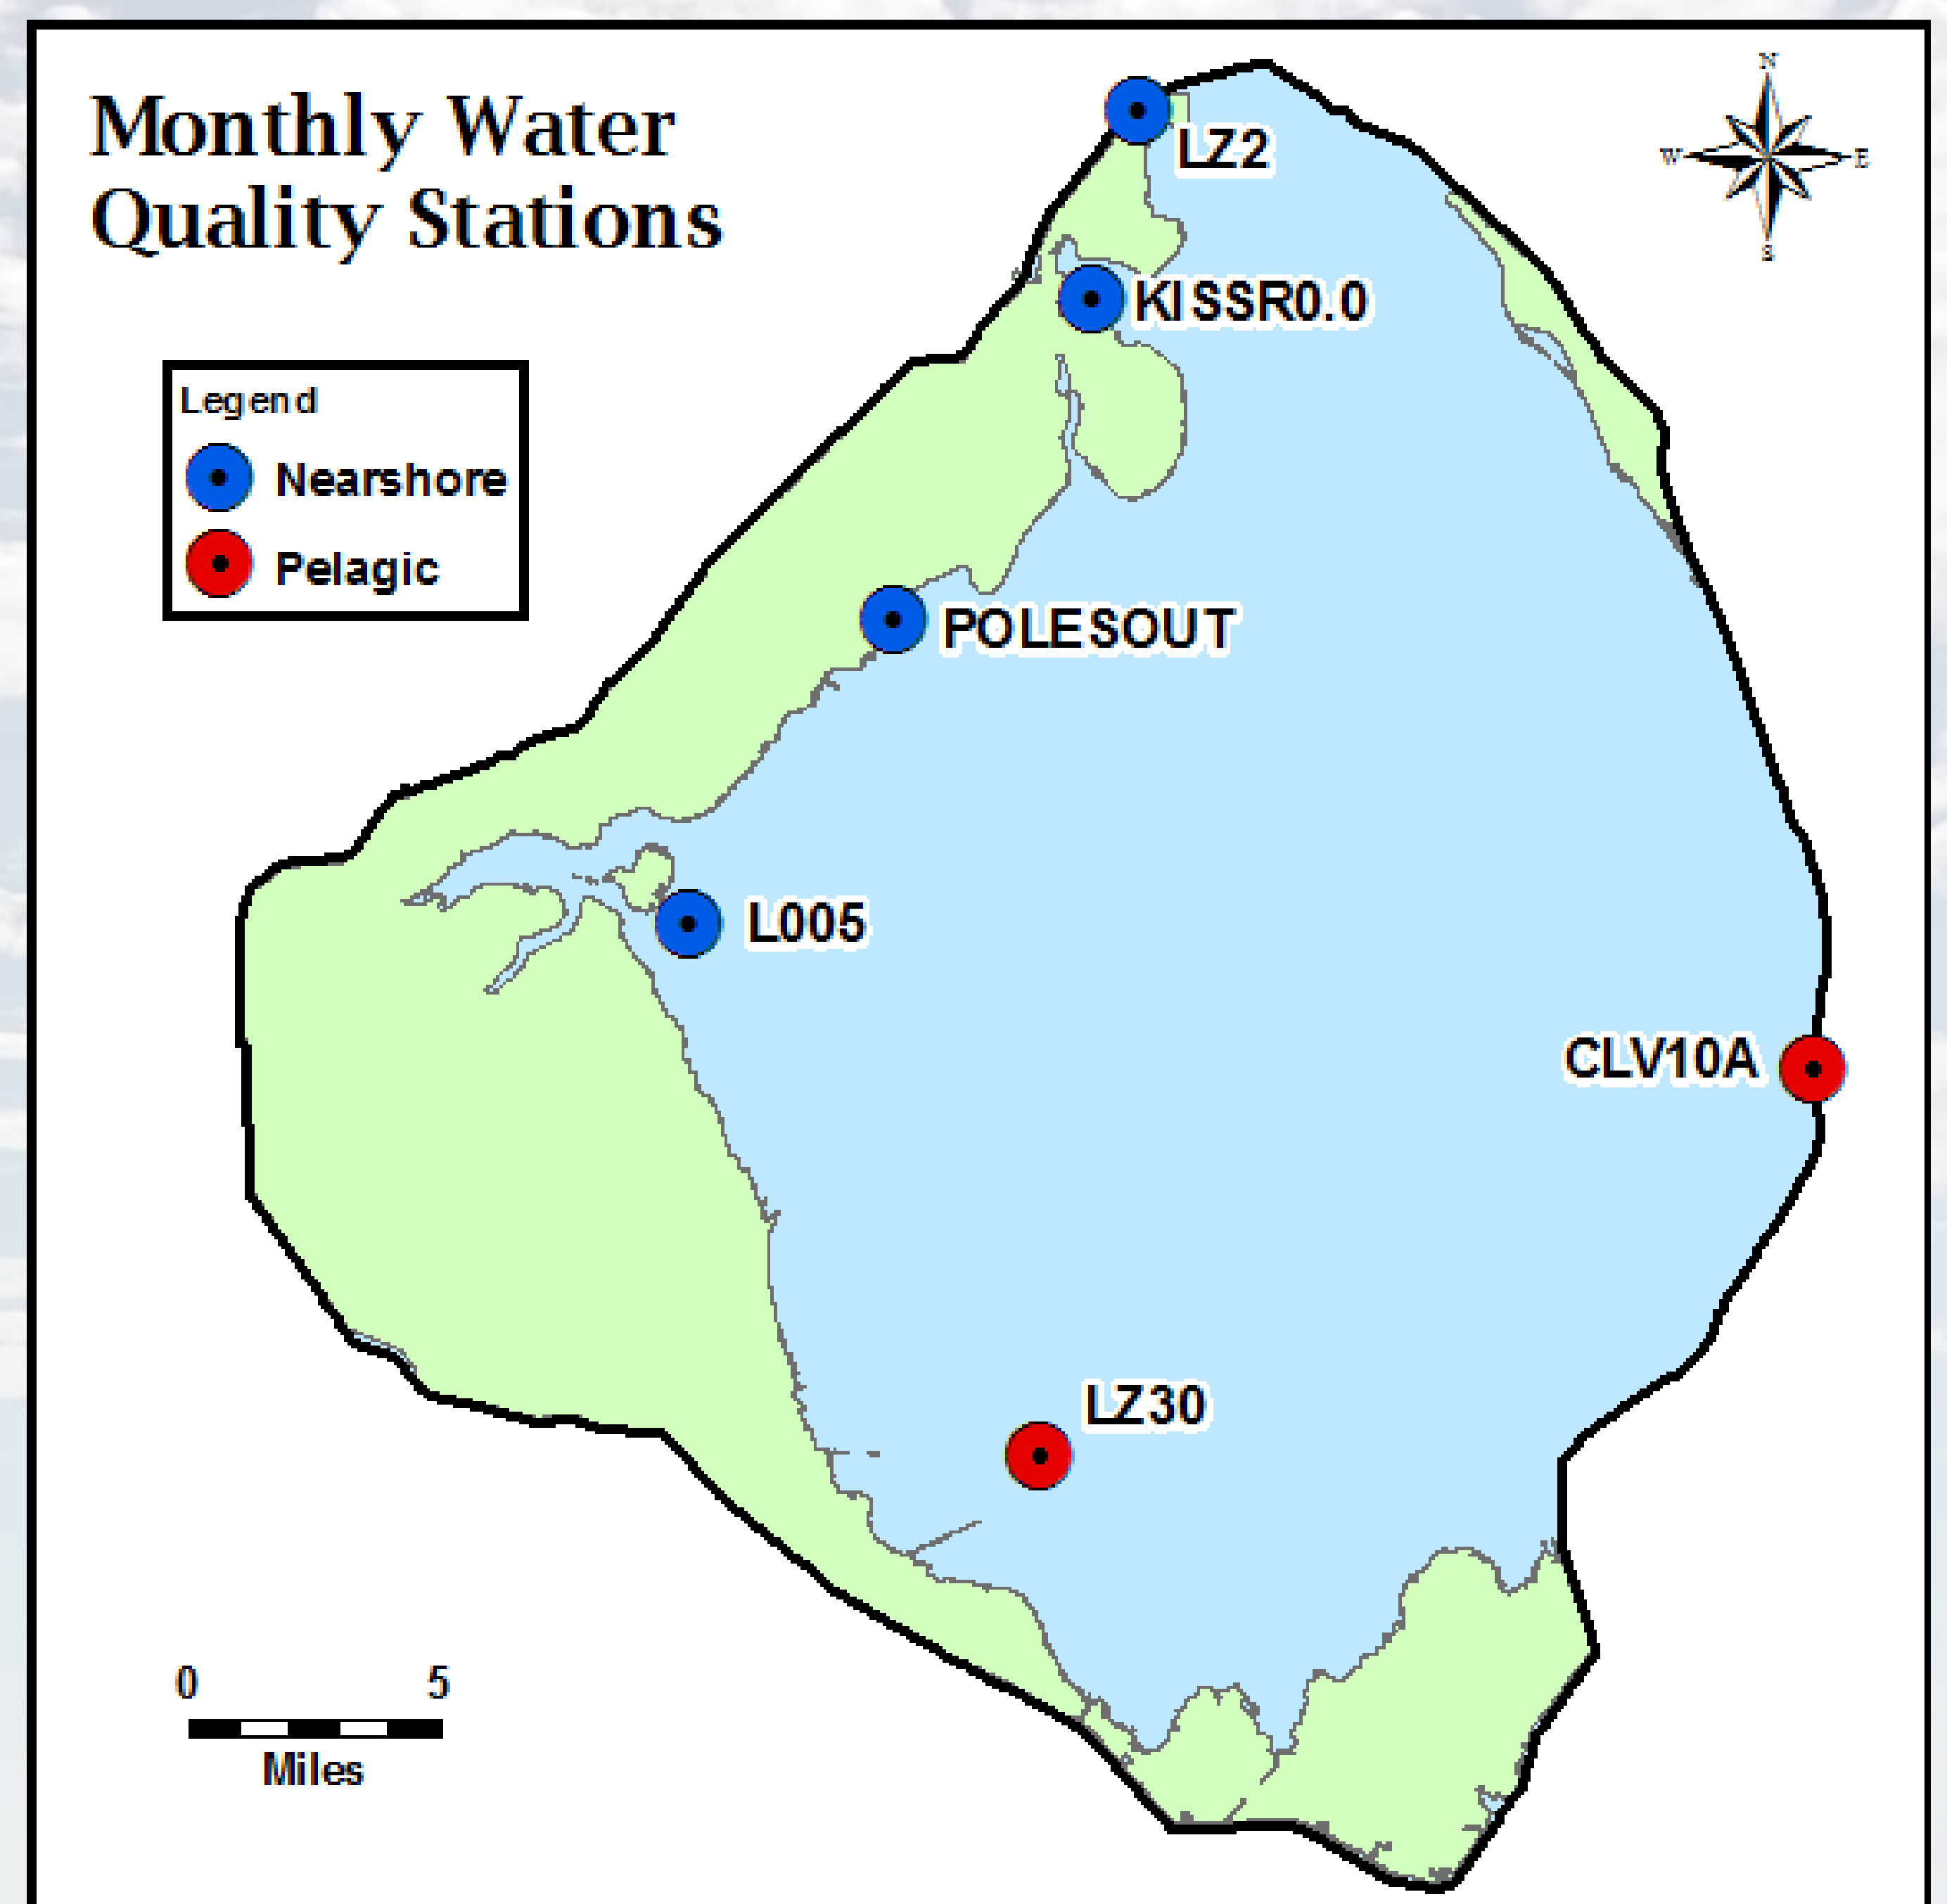 Monthly Water
Quality Stations
N
W
E
S
LZ2
KISSR0.0
Legend
Nearshore
Pelagic
POLESOUT
L005
CLV10A
LZ30
0 5
Miles